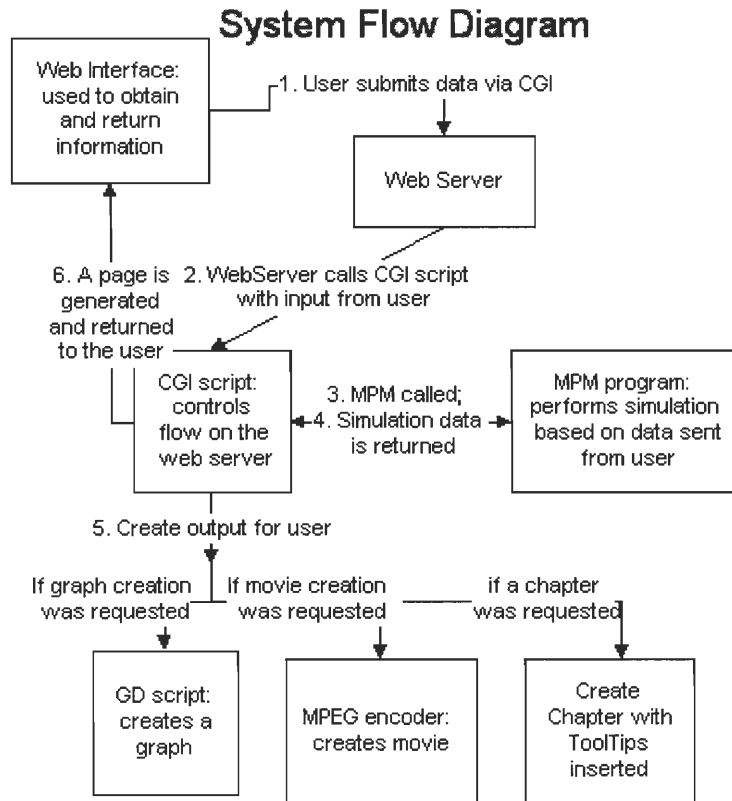 System Flow Diagram
Web Interface:
used to obtain
and return
information
1. User submits data via CGI
Web Server
6. A page is
generated
and returned
to the user
2. WebServer calls CGI script
with input from user
CGI script:
controls
flow on the
web server
3. MPM called;
4. Simulation data
is returned
MPM program:
performs simulation
based on data sent
from user
5. Create output for user
If graph creation
was requested
If movie creation
was requested
if a chapter
was requested
GD script:
creates a
graph
MPEG encoder:
creates movie
Create
Chapter with
ToolTips
inserted